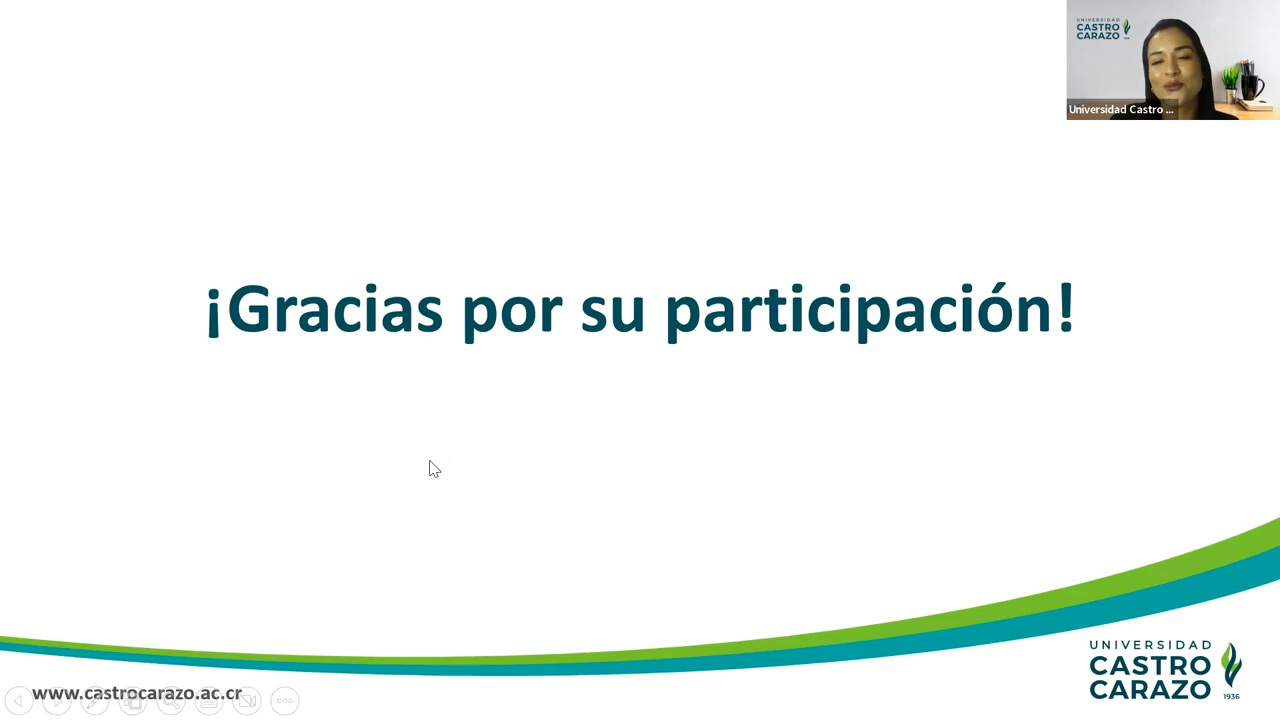 UNIVERSIDAD
CASTRO
CARAZO
Universidad Castro ...
¡Gracias por su participación!
www.castrocarazo.ac.cr
UNIVERSIDAD
CASTRO
CARAZO
1936